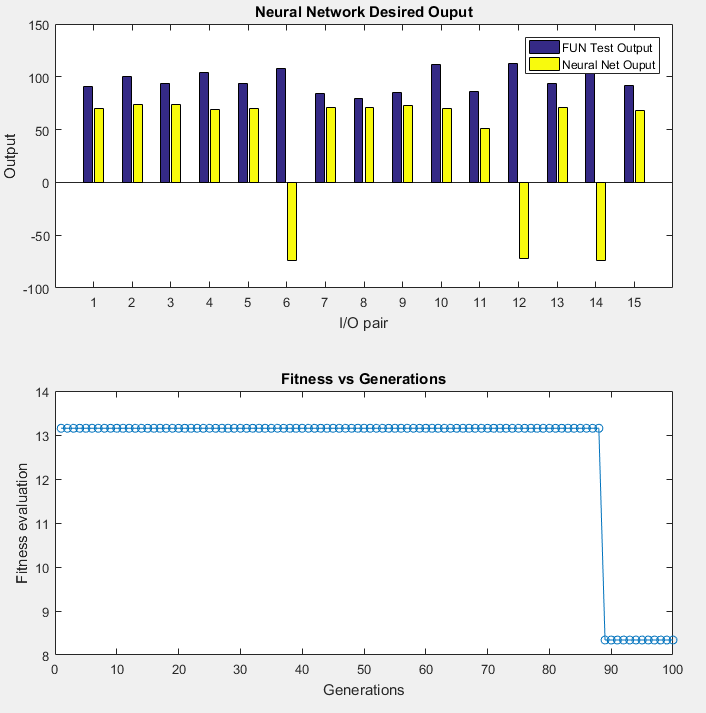 Neural Network Desired Ouput
150
100
50
0
-50
-100
Output
FUN Test Output
Neural Net Ouput
1 2 3 4 5 6 7 8 9 10 11 12 13 14 15
I/O pair
Fitness vs Generations
14
13
12
11
10
9
8
Fitness evaluation
0 10 20 30 40 50 60 70 80 90 100
Generations